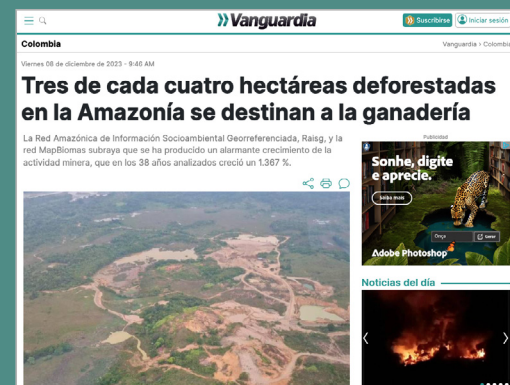 Vanguardia
Suscribirse
Iniciar sesión
Colombia
Vanguardia > Colombia
Viernes 08 de diciembre de 2023 - 9:46 AM
Tres de cada cuatro hectáreas deforestadas
en la Amazonía se destinan a la ganadería
La Red Amazónica de Información Socioambiental Georreferenciada, Raisg, y la
red MapBiomas subraya que se ha producido un alarmante crecimiento de la
actividad minera, que en los 38 años analizados creció un 1.367 %.
Publicidad
Sonhe, digite
e aprecie.
Saiba mais
Onça
Gerar
Adobe Photoshop
Noticias del día